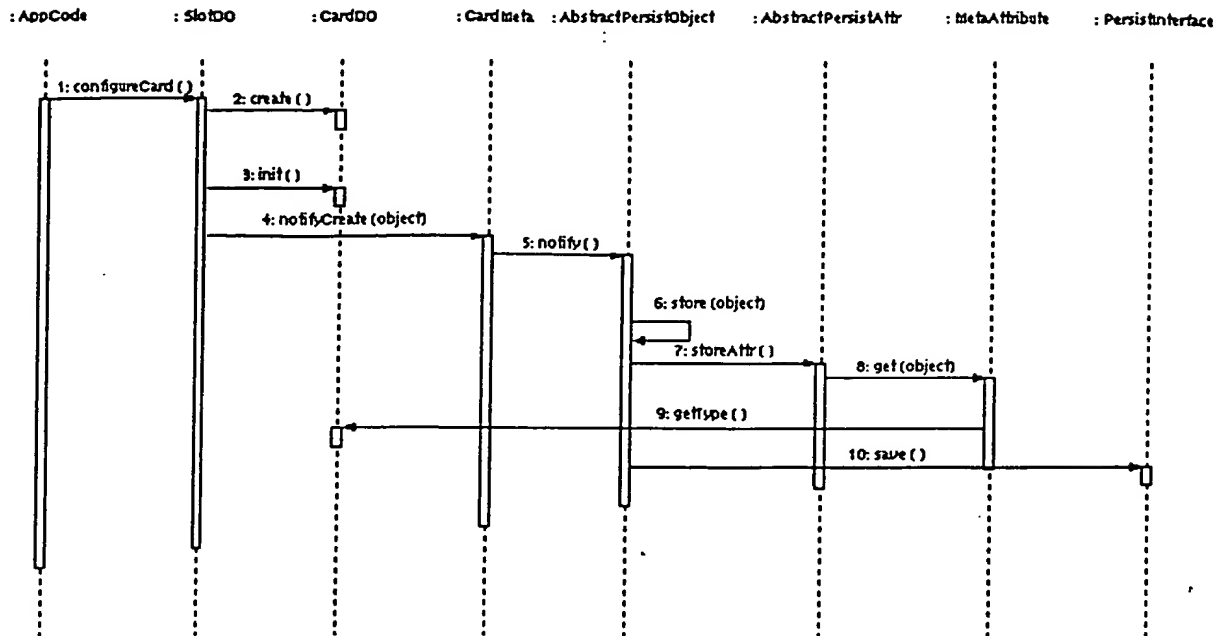 : AppCode : SlotDO : CardDO : CardMeta : AbstractPersistObject : AbstractPersistAttr : MetaAttribute : PersistInterface
1: configureCard ( )
2: create ( )
3: init ( )
4: notifyCreate (object)
5: notify ( )
6: store (object)
7: storeAttr ( )
8: get (object)
9: getType ( )
10: save ( )